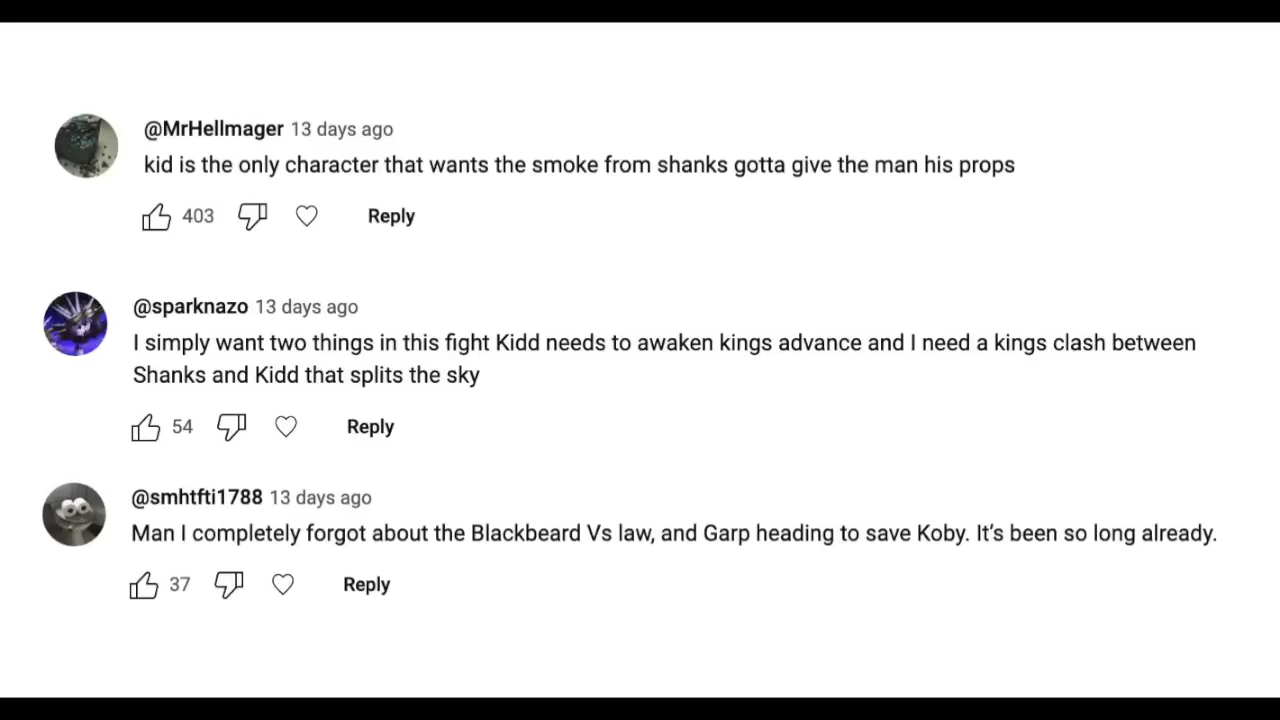 @MrHellmager 13 days ago
kid is the only character that wants the smoke from shanks gotta give the man his props
403 Reply
@sparknazo 13 days ago
I simply want two things in this fight Kidd needs to awaken kings advance and I need a kings clash between
Shanks and Kidd that splits the sky
54 Reply
@smhtfti1788 13 days ago
Man I completely forgot about the Blackbeard Vs law, and Garp heading to save Koby. It’s been so long already.
37 Reply